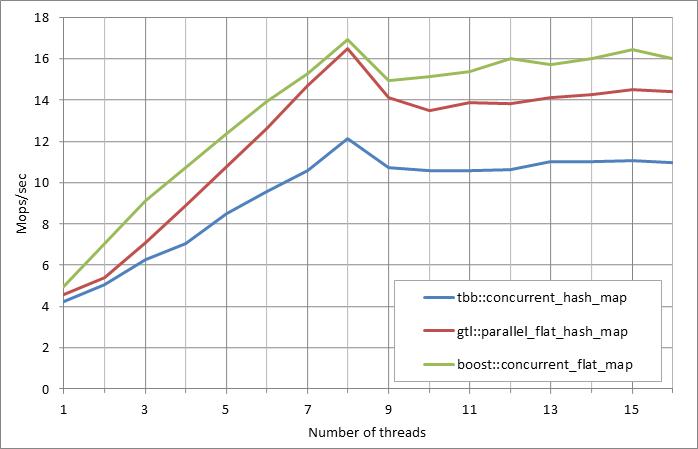 18
16
14
12
10
8
6
4
2
0
Mops/sec
tbb::concurrent_hash_map
gtl::parallel_flat_hash_map
boost::concurrent_flat_map
1 3 5 7 9 11 13 15
Number of threads